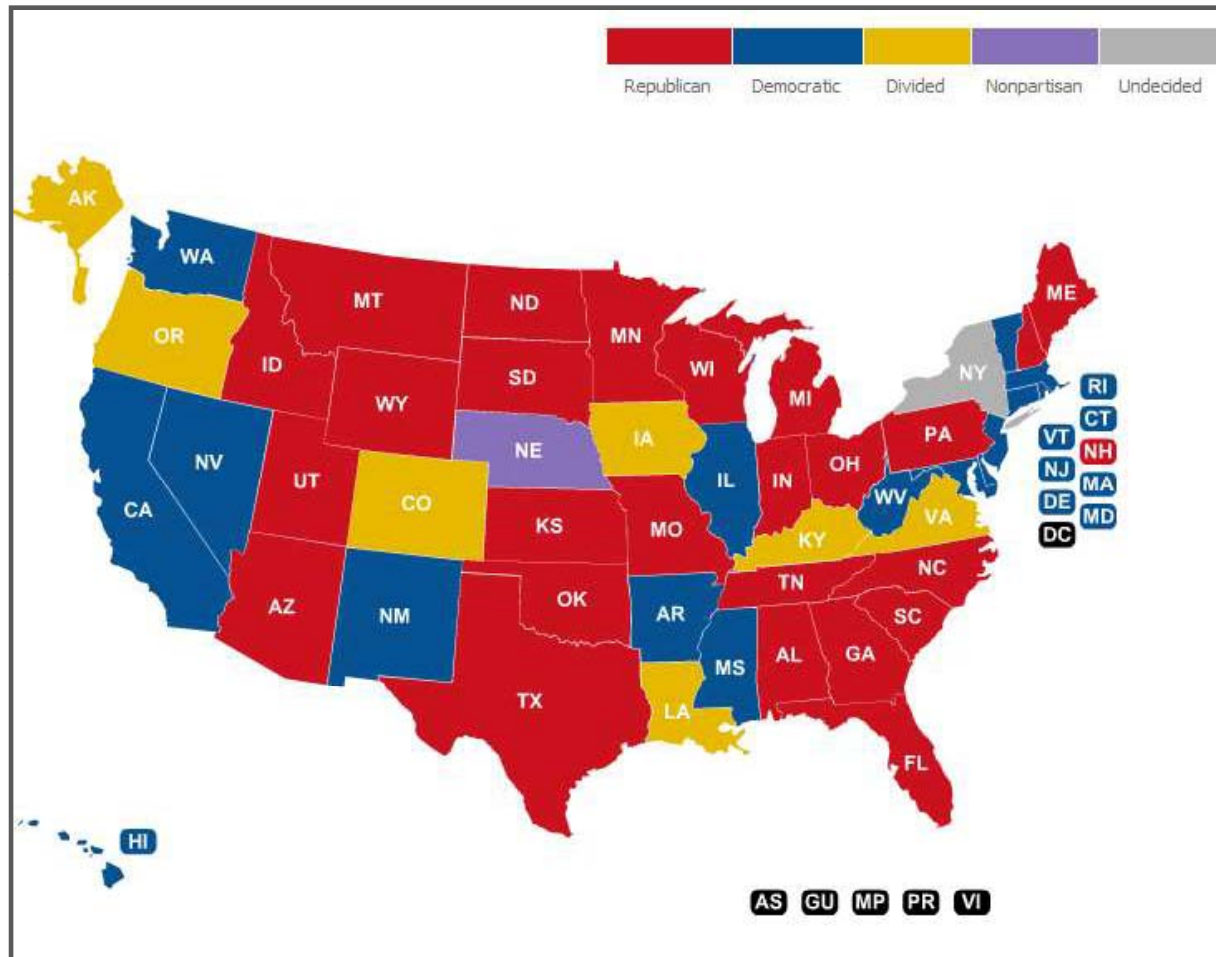 Republican Democratic Divided Nonpartisan Undecided
AK
WA
MT
ND
MN
ME
OR
ID
SD
WI
MI
NY
WY
RI
CT
VT
NH
NJ
MA
DE
MD
DC
NE
IA
PA
NV
UT
CO
IL
IN
OH
WV
VA
CA
KS
MO
KY
AZ
NM
OK
AR
TN
NC
SC
MS
AL
GA
TX
LA
FL
HI
AS GU MP PR VI